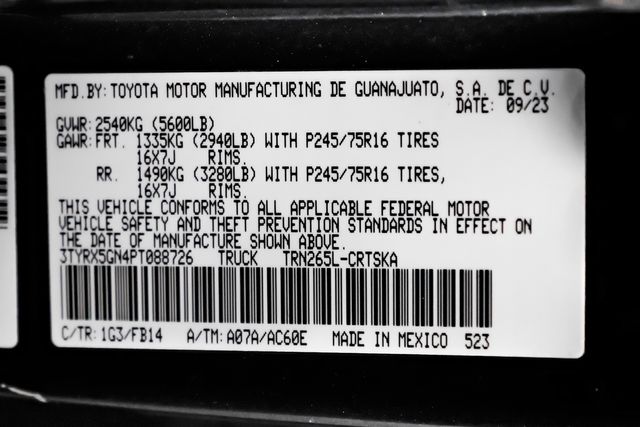 MFD.BY: TOYOTA MOTOR MANUFACTURING DE GUANAJUATO, S.A. DE C.V.
DATE: 09/23
GVWR: 2540KG (5600LB)
GAWR: FRT. 1335KG (2940LB) WITH P245/75R16 TIRES
16X7J RIMS.
RR. 1490KG (3280LB) WITH P245/75R16 TIRES,
16X7J RIMS.
THIS VEHICLE CONFORMS TO ALL APPLICABLE FEDERAL MOTOR
VEHICLE SAFETY AND THEFT PREVENTION STANDARDS IN EFFECT ON
THE DATE OF MANUFACTURE SHOWN ABOVE.
3TYRX5GN4PT088726 TRUCK TRN265L-CRTSKA
C/TR: 1G3/FB14 A/TM: A07A/AC60E MADE IN MEXICO 523